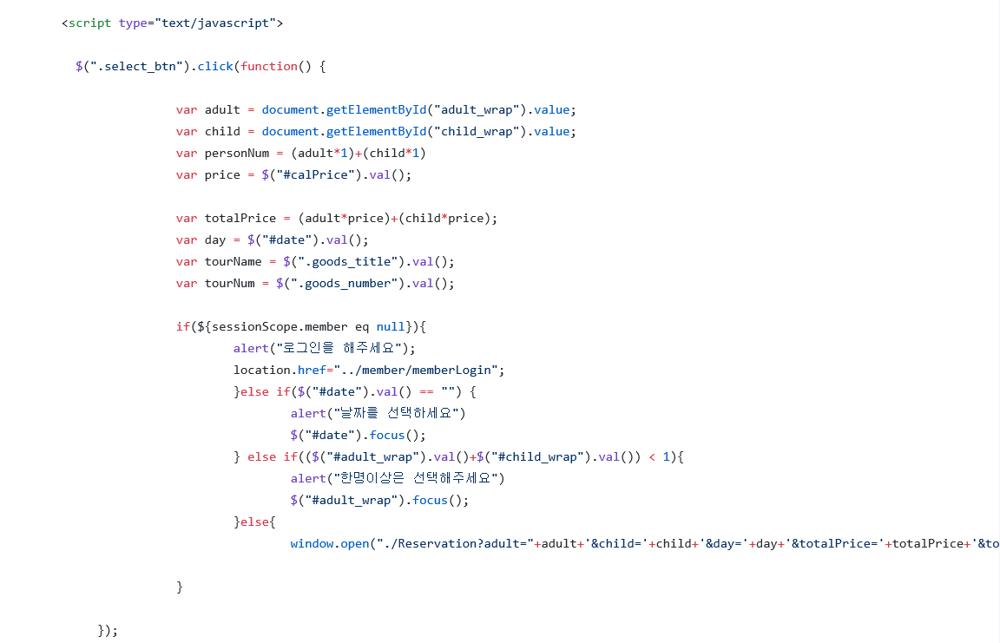 <script type="text/javascript">
$(".select_btn").click(function() {
var adult = document.getElementById("adult_wrap").value;
var child = document.getElementById("child_wrap").value;
var personNum = (adult*1)+(child*1)
var price = $("#calPrice").val();
var totalPrice = (adult*price)+(child*price);
var day = $("#date").val();
var tourName = $(".goods_title").val();
var tourNum = $(".goods_number").val();
if(${sessionScope.member eq null}){
alert("로그인을 해주세요");
location.href="../member/memberLogin";
}else if($("#date").val() == "") {
alert("날짜를 선택하세요")
$("#date").focus();
} else if(($("#adult_wrap").val()+$("#child_wrap").val()) < 1){
alert("한명이상은 선택해주세요")
$("#adult_wrap").focus();
}else{
window.open("./Reservation?adult="+adult+'&child='+child+'&day='+day+'&totalPrice='+totalPrice+'&to
}
});